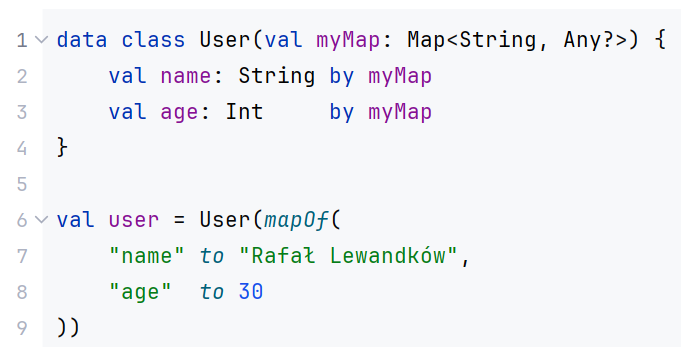 1 data class User(val myMap: Map<String, Any?>) {
2     val name: String by myMap
3     val age: Int     by myMap
4 }
5
6 val user = User(mapOf(
7     "name" to "Rafał Lewandków",
8     "age"  to 30
9 ))